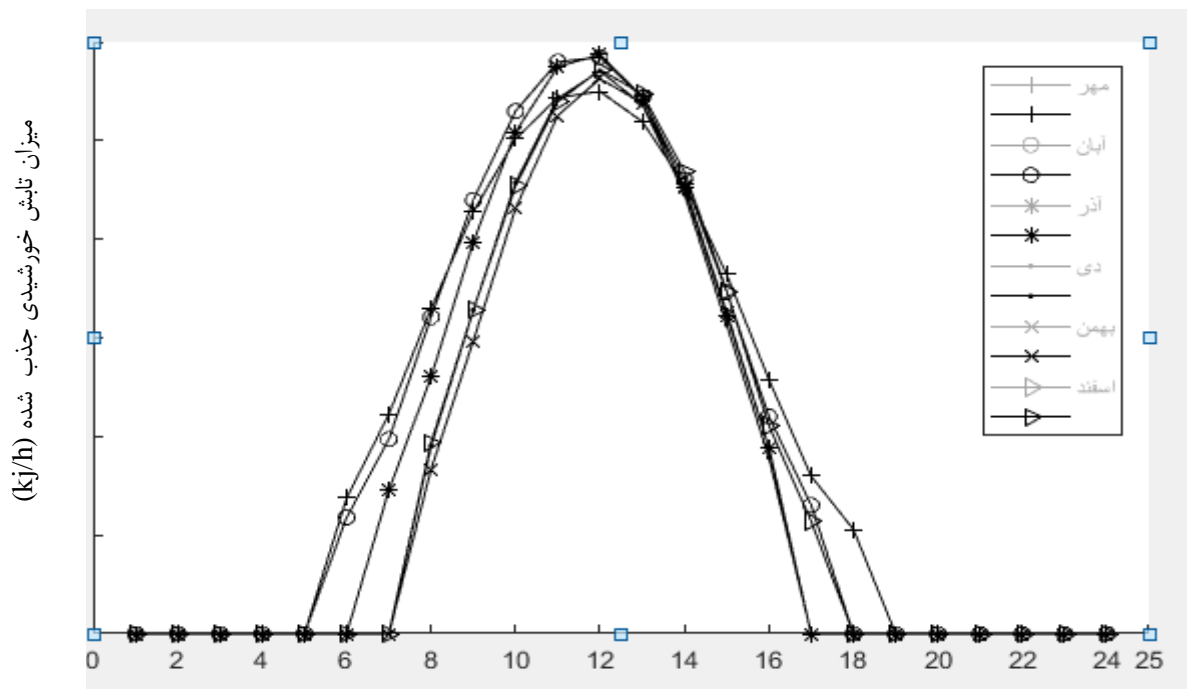 میزان تابش خورشیدی جذب شده (kj/h)
مهر
آبان
آذر
دی
بهمن
اسفند
0 2 4 6 8 10 12 14 16 18 20 22 24 25